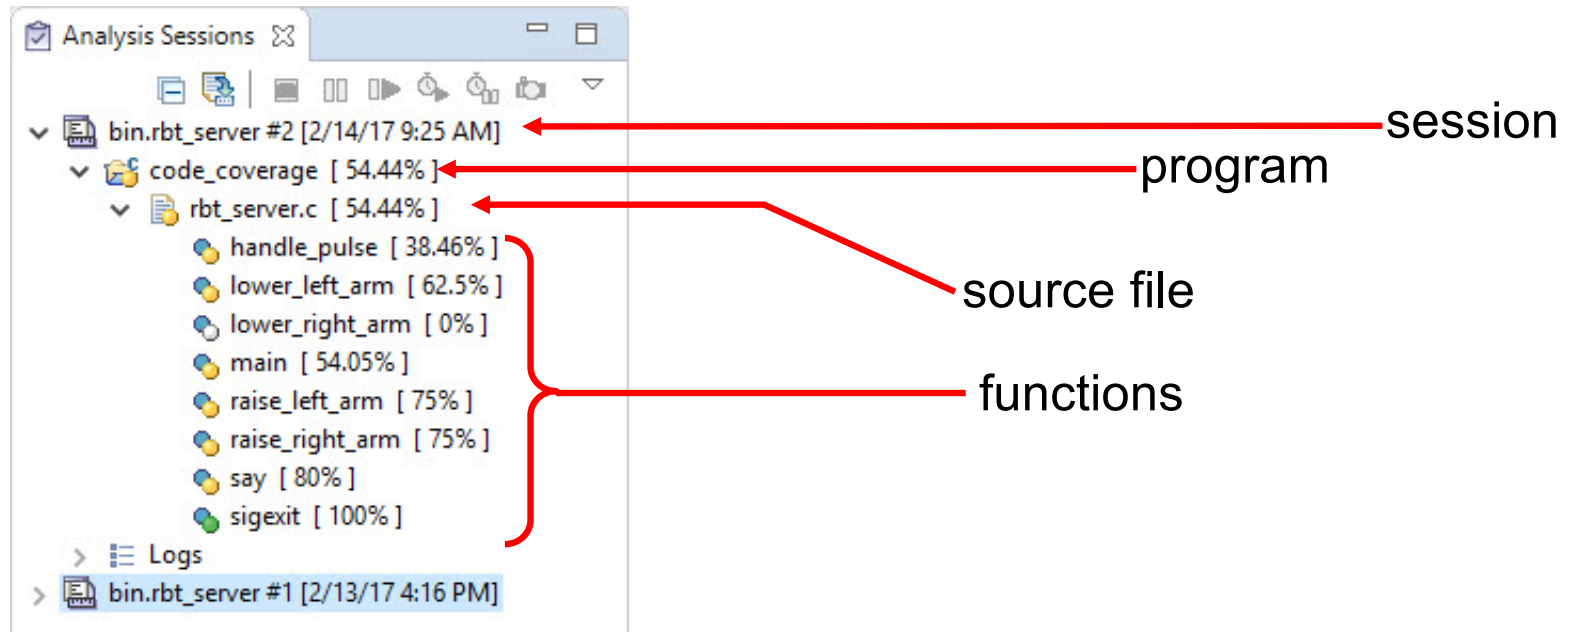 Analysis Sessions
bin.rbt_server #2 [2/14/17 9:25 AM]
session
code_coverage [ 54.44% ]
program
rbt_server.c [ 54.44% ]
source file
handle_pulse [ 38.46% ]
lower_left_arm [ 62.5% ]
lower_right_arm [ 0% ]
main [ 54.05% ]
raise_left_arm [ 75% ]
raise_right_arm [ 75% ]
say [ 80% ]
sigexit [ 100% ]
functions
Logs
bin.rbt_server #1 [2/13/17 4:16 PM]